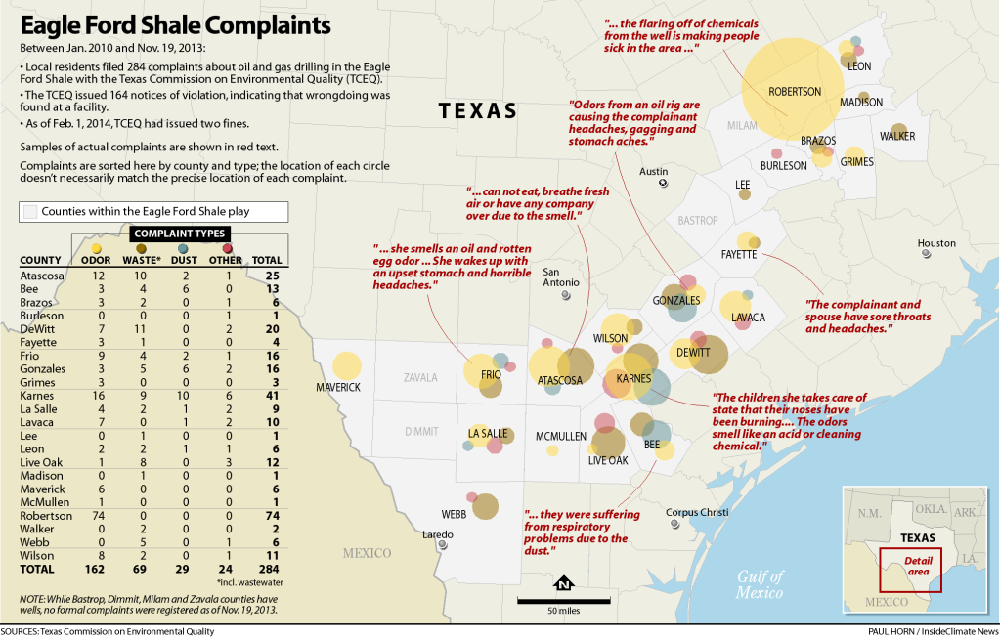 Eagle Ford Shale Complaints
Between Jan. 2010 and Nov. 19, 2013:
• Local residents filed 284 complaints about oil and gas drilling in the Eagle
Ford Shale with the Texas Commission on Environmental Quality (TCEQ).
• The TCEQ issued 164 notices of violation, indicating that wrongdoing was
found at a facility.
• As of Feb. 1, 2014, TCEQ had issued two fines.
Samples of actual complaints are shown in red text.
Complaints are sorted here by county and type; the location of each circle
doesn't necessarily match the precise location of each complaint.
Counties within the Eagle Ford Shale play
COMPLAINT TYPES
COUNTY ODOR WASTE* DUST OTHER TOTAL
Atascosa 12 10 2 1 25
Bee 3 4 6 0 13
Brazos 3 2 0 1 6
Burleson 0 0 0 1 1
DeWitt 7 11 0 2 20
Fayette 3 1 0 0 4
Frio 9 4 2 1 16
Gonzales 3 5 6 2 16
Grimes 3 0 0 0 3
Karnes 16 9 10 6 41
La Salle 4 2 1 2 9
Lavaca 7 0 1 2 10
Lee 0 1 0 0 1
Leon 2 2 1 1 6
Live Oak 1 8 0 3 12
Madison 0 1 0 0 1
Maverick 6 0 0 0 6
McMullen 1 0 0 0 1
Robertson 74 0 0 0 74
Walker 0 2 0 0 2
Webb 0 5 0 1 6
Wilson 8 2 0 1 11
TOTAL 162 69 29 24 284
*incl. wastewater
NOTE: While Bastrop, Dimmit, Milam and Zavala counties have
wells, no formal complaints were registered as of Nov. 19, 2013.
TEXAS
"... the flaring off of chemicals
from the well is making people
sick in the area ..."
"Odors from an oil rig are
causing the complainant
headaches, gagging and
stomach aches."
"... can not eat, breathe fresh
air or have any company
over due to the smell."
"... she smells an oil and rotten
egg odor ... She wakes up with
an upset stomach and horrible
headaches."
"The complainant and
spouse have sore throats
and headaches."
"The children she takes care of
state that their noses have
been burning.... The odors
smell like an acid or cleaning
chemical."
"... they were suffering
from respiratory
problems due to the
dust."
LEON
ROBERTSON
MADISON
MILAM
WALKER
BRAZOS
BURLESON
GRIMES
Austin
LEE
BASTROP
FAYETTE
Houston
San
Antonio
GONZALES
LAVACA
WILSON
DEWITT
MAVERICK
ZAVALA
FRIO
ATASCOSA
KARNES
DIMMIT
LA SALLE
MCMULLEN
LIVE OAK
BEE
WEBB
Laredo
Corpus Christi
MEXICO
Gulf of
Mexico
N
50 miles
N.M.
OKLA.
ARK.
TEXAS
LA.
Detail
area
MEXICO
SOURCES: Texas Commission on Environmental Quality
PAUL HORN / InsideClimate News